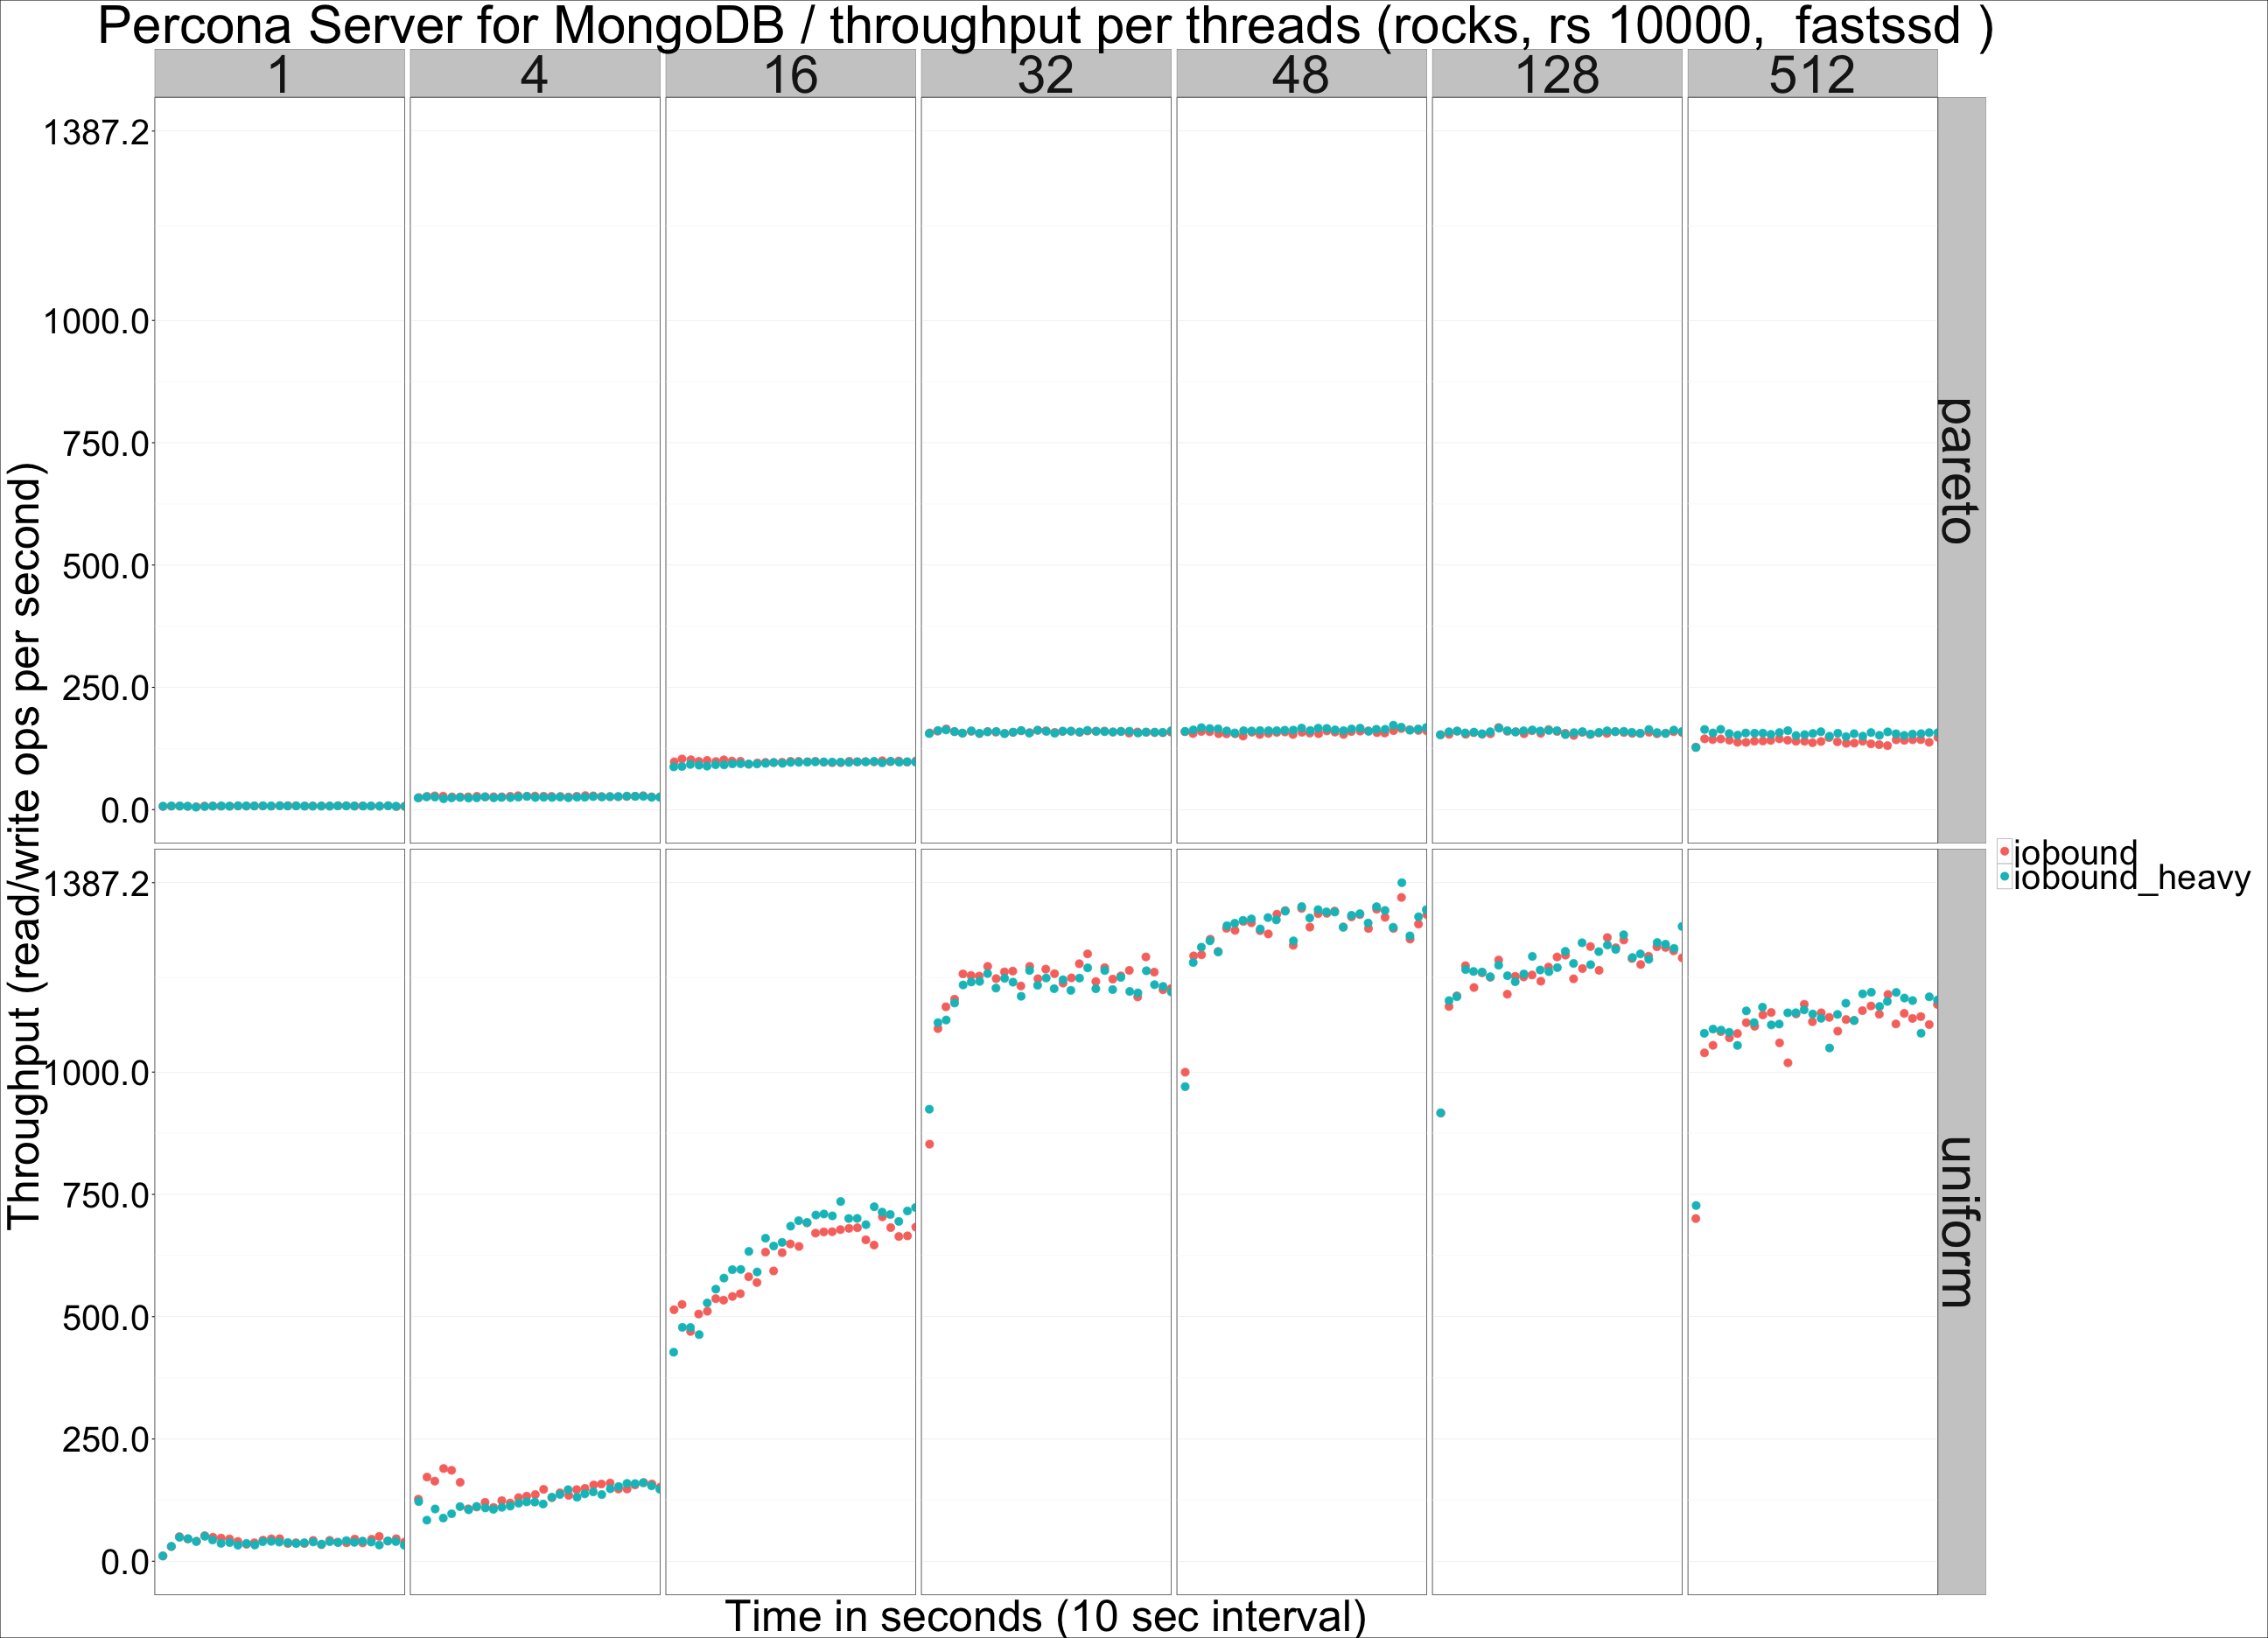 Percona Server for MongoDB / throughput per threads (rocks, rs 10000,  fastssd )
1 4 16 32 48 128 512
Throughput (read/write ops per second)
1387.2
1000.0
750.0
500.0
250.0
0.0
pareto
1387.2
1000.0
750.0
500.0
250.0
0.0
uniform
iobound
iobound_heavy
Time in seconds (10 sec interval)